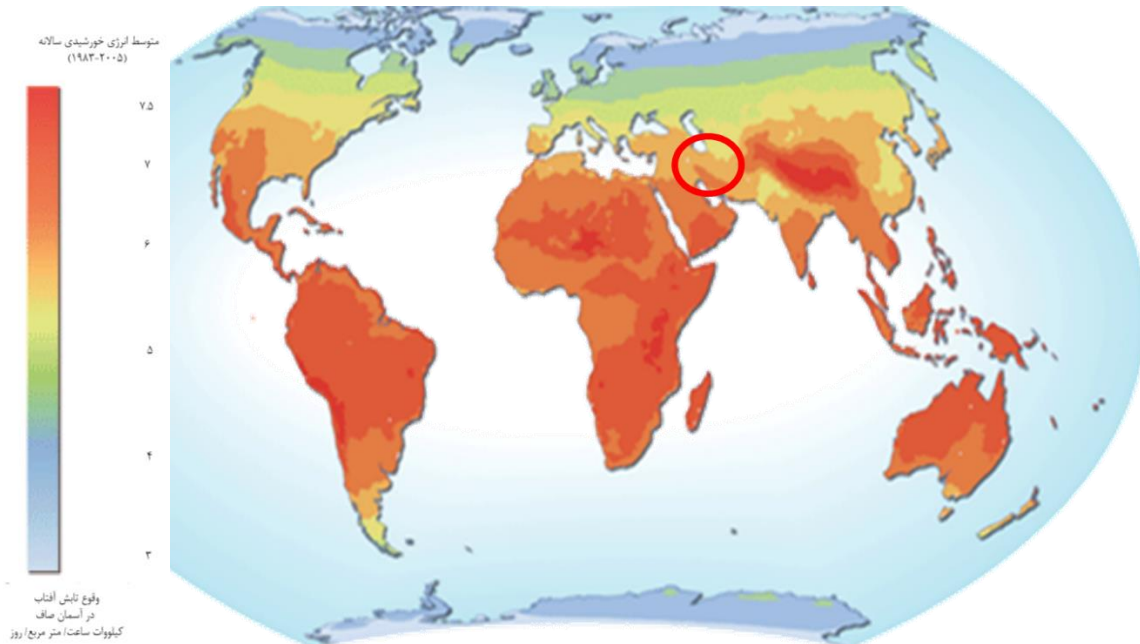 متوسط انرژی خورشیدی سالانه
(۱۹۸۳-۲۰۰۵)
۷.۵
۷
۶
۵
۴
۳
وقوع تابش آفتاب
در آسمان صاف
کیلووات ساعت/ متر مربع/ روز